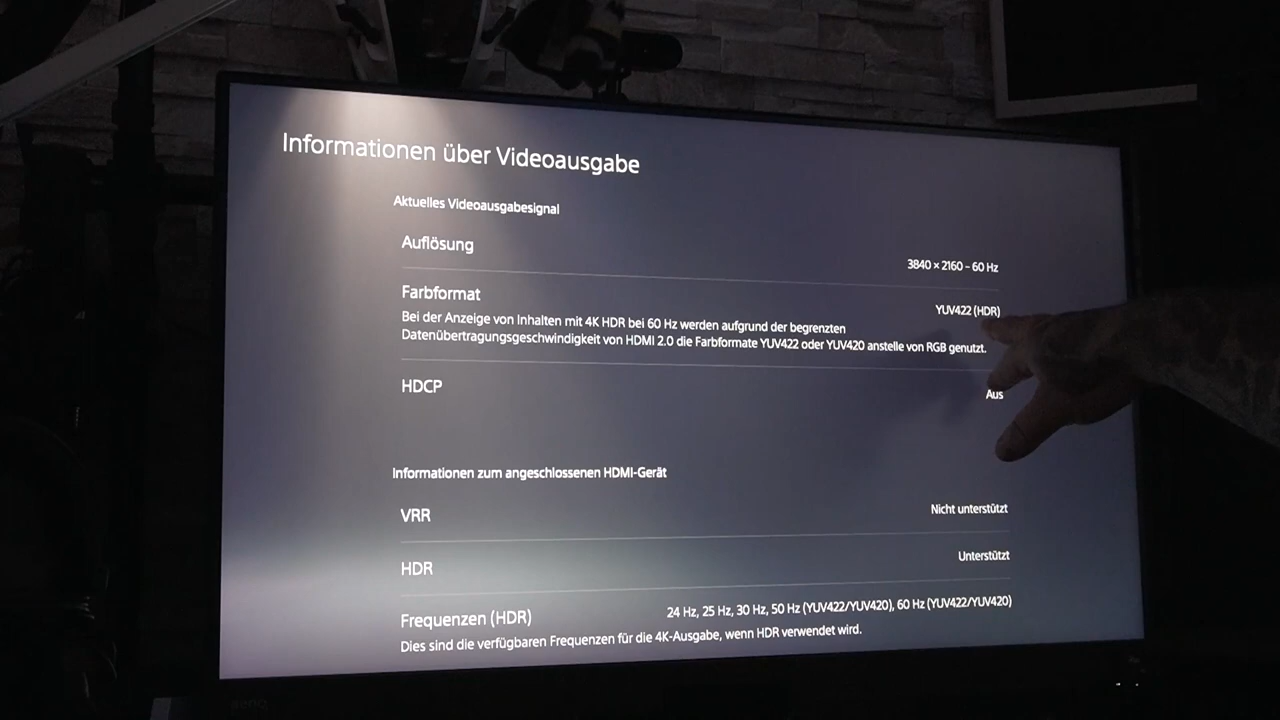 Informationen über Videoausgabe
Aktuelles Videoausgabesignal
Auflösung
3840 x 2160 - 60 Hz
Farbformat
YUV422 (HDR)
Bei der Anzeige von Inhalten mit 4K HDR bei 60 Hz werden aufgrund der begrenzten
Datenübertragungsgeschwindigkeit von HDMI 2.0 die Farbformate YUV422 oder YUV420 anstelle von RGB genutzt.
HDCP
Aus
Informationen zum angeschlossenen HDMI-Gerät
VRR
Nicht unterstützt
HDR
Unterstützt
Frequenzen (HDR)
24 Hz, 25 Hz, 30 Hz, 50 Hz (YUV422/YUV420), 60 Hz (YUV422/YUV420)
Dies sind die verfügbaren Frequenzen für die 4K-Ausgabe, wenn HDR verwendet wird.